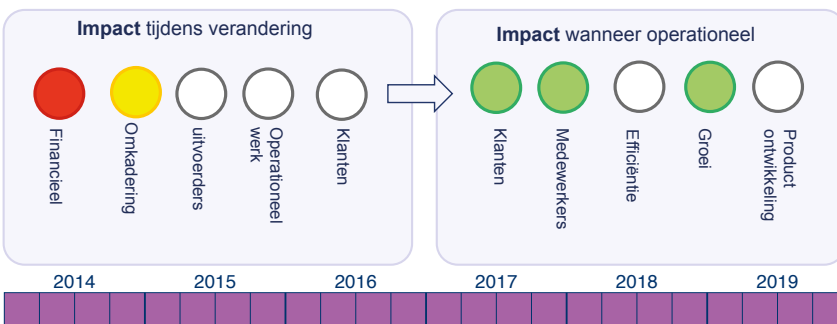 Impact tijdens verandering
Financieel
Omkadering
uitvoerders
Operationeel
werk
Klanten
Impact wanneer operationeel
Klanten
Medewerkers
Efficiëntie
Groei
Product
ontwikkeling
2014 2015 2016 2017 2018 2019